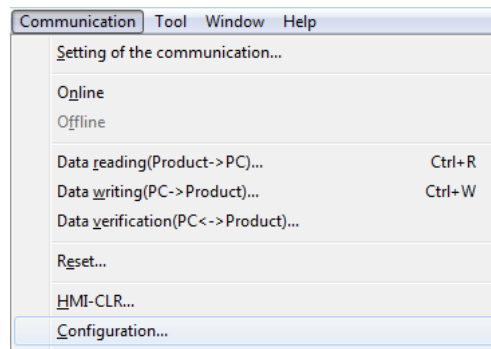 Communication Tool Window Help
Setting of the communication...
Online
Offline
Data reading(Product->PC)... Ctrl+R
Data writing(PC->Product)... Ctrl+W
Data verification(PC<->Product)...
Reset...
HMI-CLR...
Configuration...